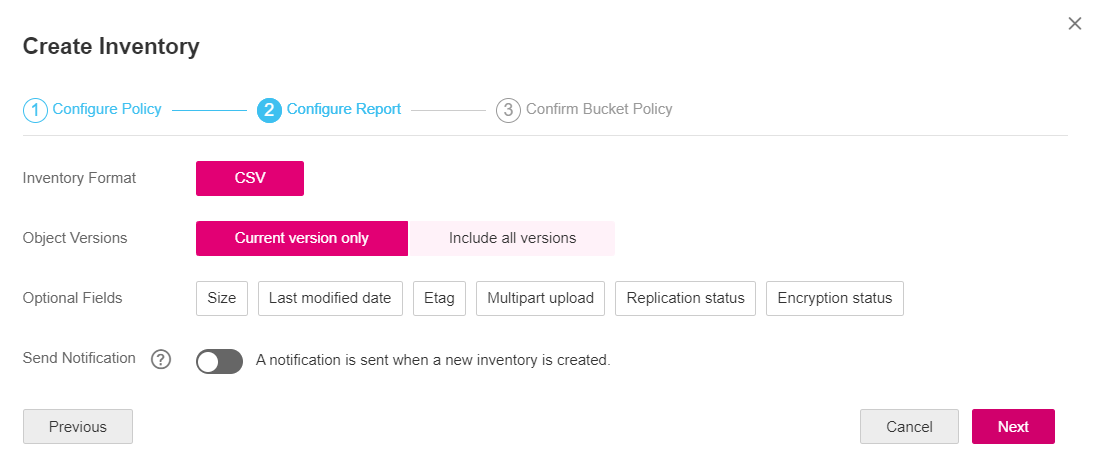 Create Inventory
1 Configure Policy 2 Configure Report 3 Confirm Bucket Policy
Inventory Format CSV
Object Versions Current version only Include all versions
Optional Fields Size Last modified date Etag Multipart upload Replication status Encryption status
Send Notification ? A notification is sent when a new inventory is created.
Previous Cancel Next